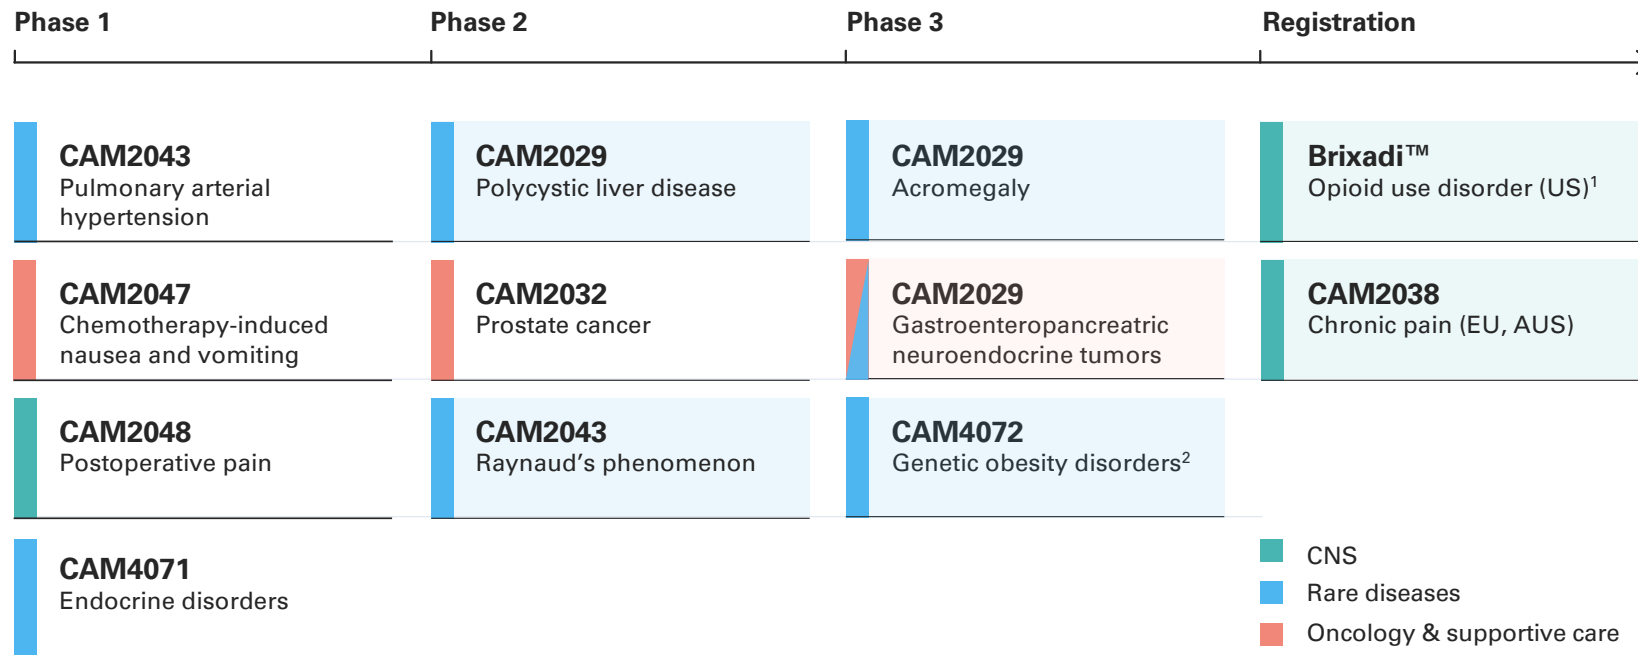 Phase 1
Phase 2
Phase 3
Registration
CAM2043
Pulmonary arterial
hypertension
CAM2029
Polycystic liver disease
CAM2029
Acromegaly
Brixadi™
Opioid use disorder (US)¹
CAM2047
Chemotherapy-induced
nausea and vomiting
CAM2032
Prostate cancer
CAM2029
Gastroenteropancreatric
neuroendocrine tumors
CAM2038
Chronic pain (EU, AUS)
CAM2048
Postoperative pain
CAM2043
Raynaud’s phenomenon
CAM4072
Genetic obesity disorders²
CAM4071
Endocrine disorders
CNS
Rare diseases
Oncology & supportive care